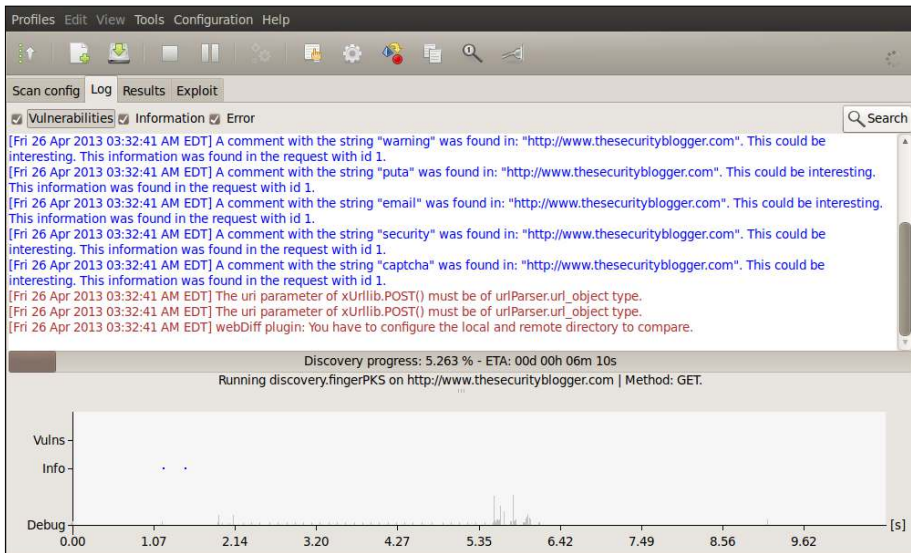 Profiles Edit View Tools Configuration Help
Scan config Log Results Exploit
Vulnerabilities Information Error Search
[Fri 26 Apr 2013 03:32:41 AM EDT] A comment with the string "warning" was found in: "http://www.thesecurityblogger.com". This could be
interesting. This information was found in the request with id 1.
[Fri 26 Apr 2013 03:32:41 AM EDT] A comment with the string "puta" was found in: "http://www.thesecurityblogger.com". This could be interesting.
This information was found in the request with id 1.
[Fri 26 Apr 2013 03:32:41 AM EDT] A comment with the string "email" was found in: "http://www.thesecurityblogger.com". This could be interesting.
This information was found in the request with id 1.
[Fri 26 Apr 2013 03:32:41 AM EDT] A comment with the string "security" was found in: "http://www.thesecurityblogger.com". This could be
interesting. This information was found in the request with id 1.
[Fri 26 Apr 2013 03:32:41 AM EDT] A comment with the string "captcha" was found in: "http://www.thesecurityblogger.com". This could be
interesting. This information was found in the request with id 1.
[Fri 26 Apr 2013 03:32:41 AM EDT] The uri parameter of xUrllib.POST() must be of urlParser.url_object type.
[Fri 26 Apr 2013 03:32:41 AM EDT] The uri parameter of xUrllib.POST() must be of urlParser.url_object type.
[Fri 26 Apr 2013 03:32:41 AM EDT] webDiff plugin: You have to configure the local and remote directory to compare.
Discovery progress: 5.263 % - ETA: 00d 00h 06m 10s
Running discovery.fingerPKS on http://www.thesecurityblogger.com | Method: GET.
Vulns
Info
Debug [s]
0.00 1.07 2.14 3.20 4.27 5.35 6.42 7.49 8.56 9.62